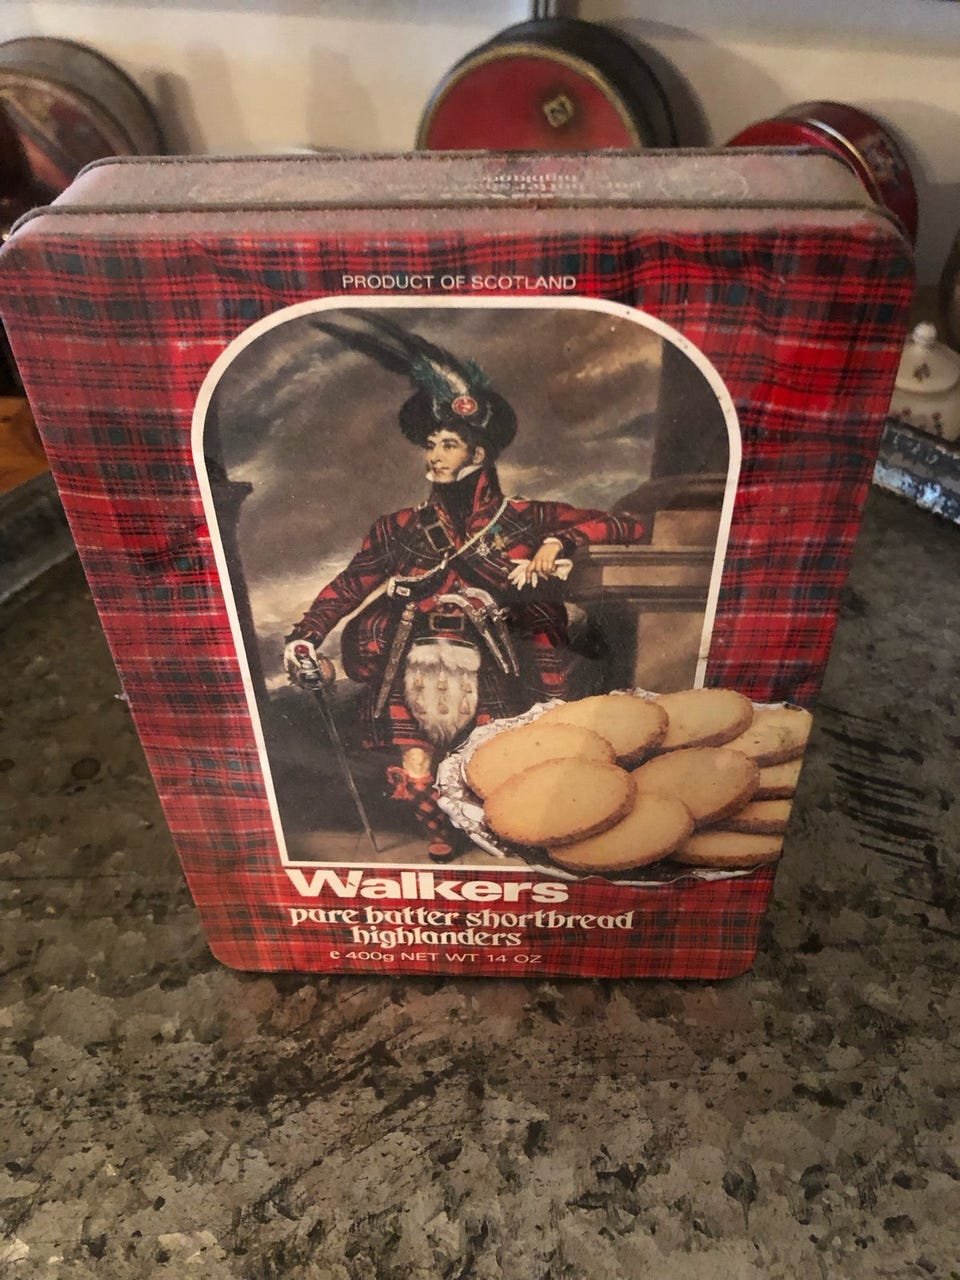 PRODUCT OF SCOTLAND
Walkers
pure butter shortbread
highlanders
e 400g NET WT 14 OZ